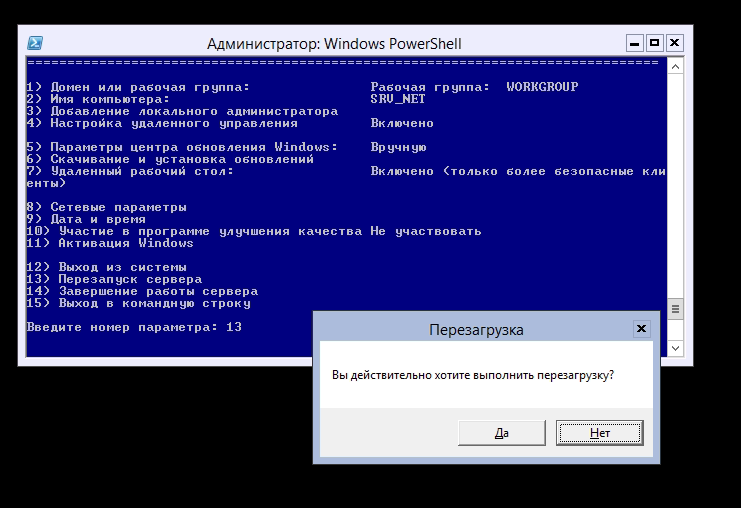 Администратор: Windows PowerShell
===============================================================================
1) Домен или рабочая группа: Рабочая группа: WORKGROUP
2) Имя компьютера: SRV_NET
3) Добавление локального администратора
4) Настройка удаленного управления Включено
5) Параметры центра обновления Windows: Вручную
6) Скачивание и установка обновлений
7) Удаленный рабочий стол: Включено (только более безопасные кли
енты)
8) Сетевые параметры
9) Дата и время
10) Участие в программе улучшения качества Не участвовать
11) Активация Windows
12) Выход из системы
13) Перезапуск сервера
14) Завершение работы сервера
15) Выход в командную строку
Введите номер параметра: 13
Перезагрузка
Вы действительно хотите выполнить перезагрузку?
Да Нет